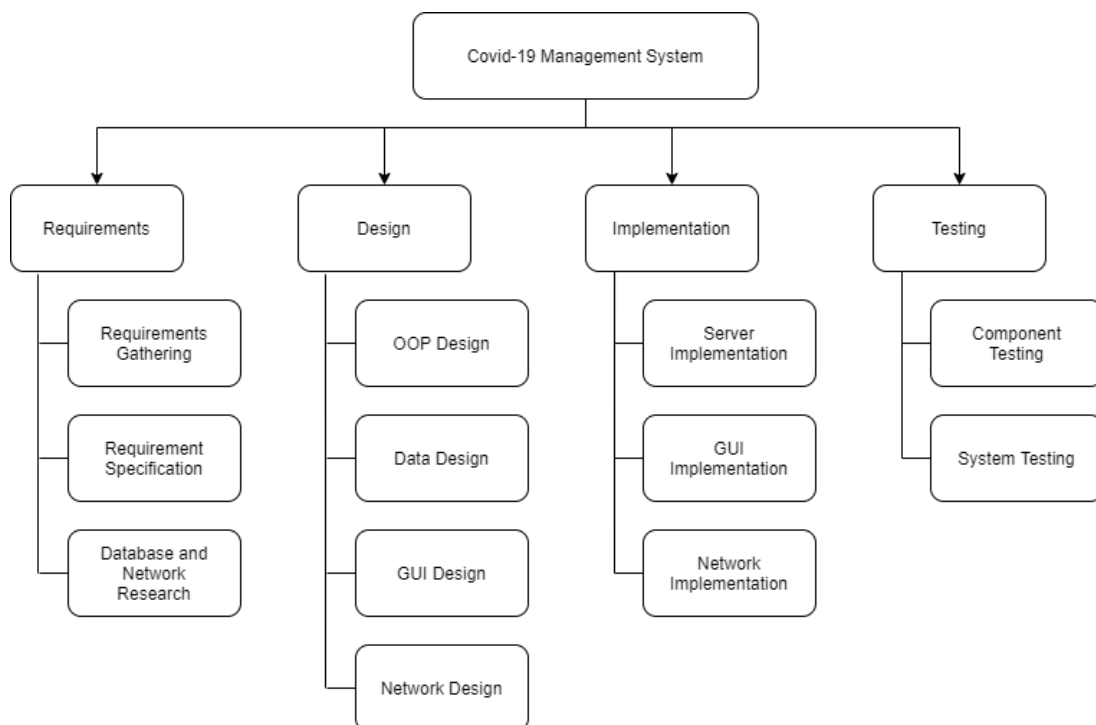 Covid-19 Management System
Requirements
Design
Implementation
Testing
Requirements
Gathering
OOP Design
Server
Implementation
Component
Testing
Requirement
Specification
Data Design
GUI
Implementation
System Testing
Database and
Network
Research
GUI Design
Network
Implementation
Network Design